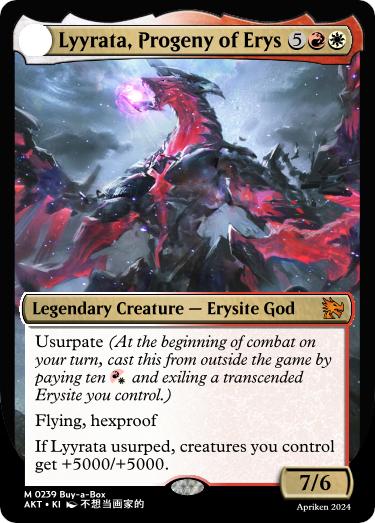 Lyyrata, Progeny of Erys 5
Legendary Creature — Erysite God
Usurpate (At the beginning of combat on
your turn, cast this from outside the game by
paying ten and exiling a transcended
Erysite you control.)
Flying, hexproof
If Lyyrata usurped, creatures you control
get +5000/+5000.
7/6
M 0239 Buy-a-Box
AKT • KI 不想当画家的
Apriken 2024